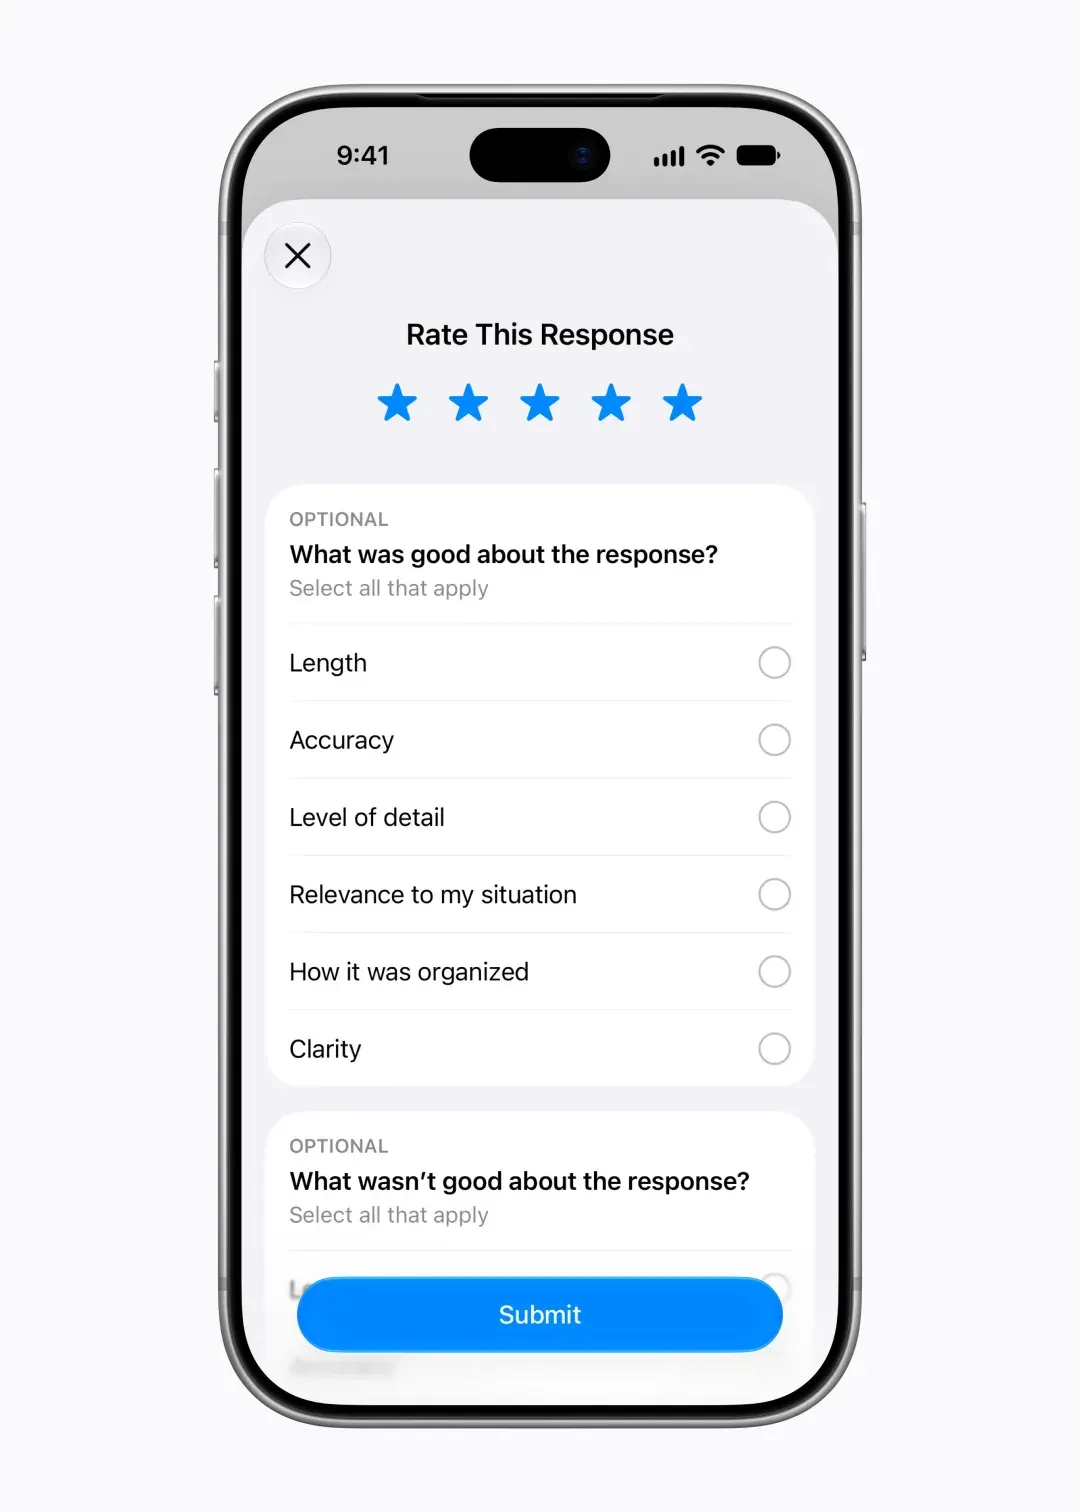 9:41
Rate This Response
OPTIONAL
What was good about the response?
Select all that apply
Length
Accuracy
Level of detail
Relevance to my situation
How it was organized
Clarity
OPTIONAL
What wasn’t good about the response?
Select all that apply
Submit